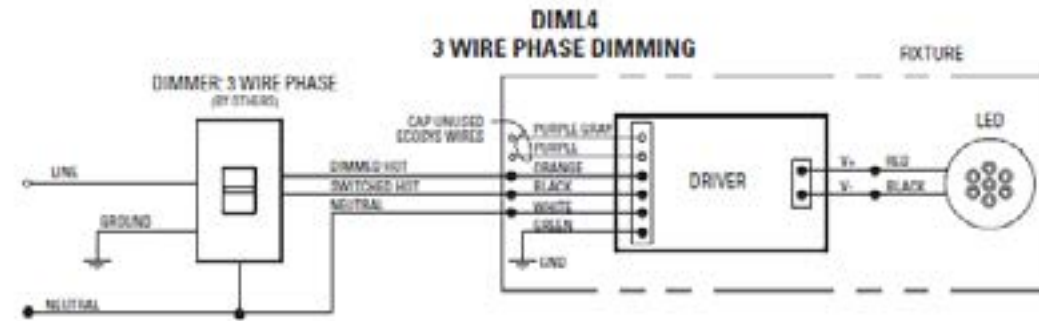 DIML4
3 WIRE PHASE DIMMING
FIXTURE
DIMMER: 3 WIRE PHASE
(BY OTHERS)
CAP UNUSED
ECOSYS WIRES
PURPLE GRAY
PURPLE
LED
LINE
DIMMED HOT
ORANGE
SWITCHED HOT
BLACK
DRIVER
V+
RED
V-
BLACK
NEUTRAL
WHITE
GROUND
GREEN
GND
NEUTRAL